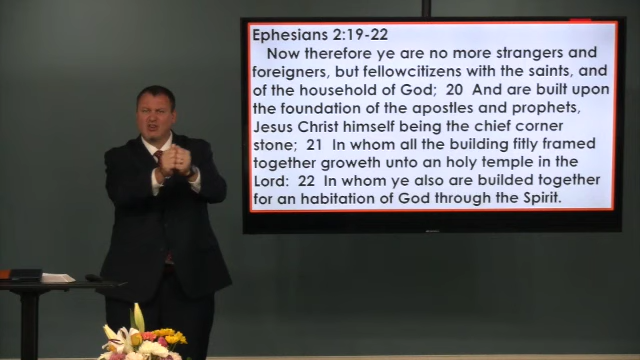 Ephesians 2:19-22
Now therefore ye are no more strangers and
foreigners, but fellowcitizens with the saints, and
of the household of God; 20 And are built upon
the foundation of the apostles and prophets,
Jesus Christ himself being the chief corner
stone; 21 In whom all the building fitly framed
together groweth unto an holy temple in the
Lord: 22 In whom ye also are builded together
for an habitation of God through the Spirit.